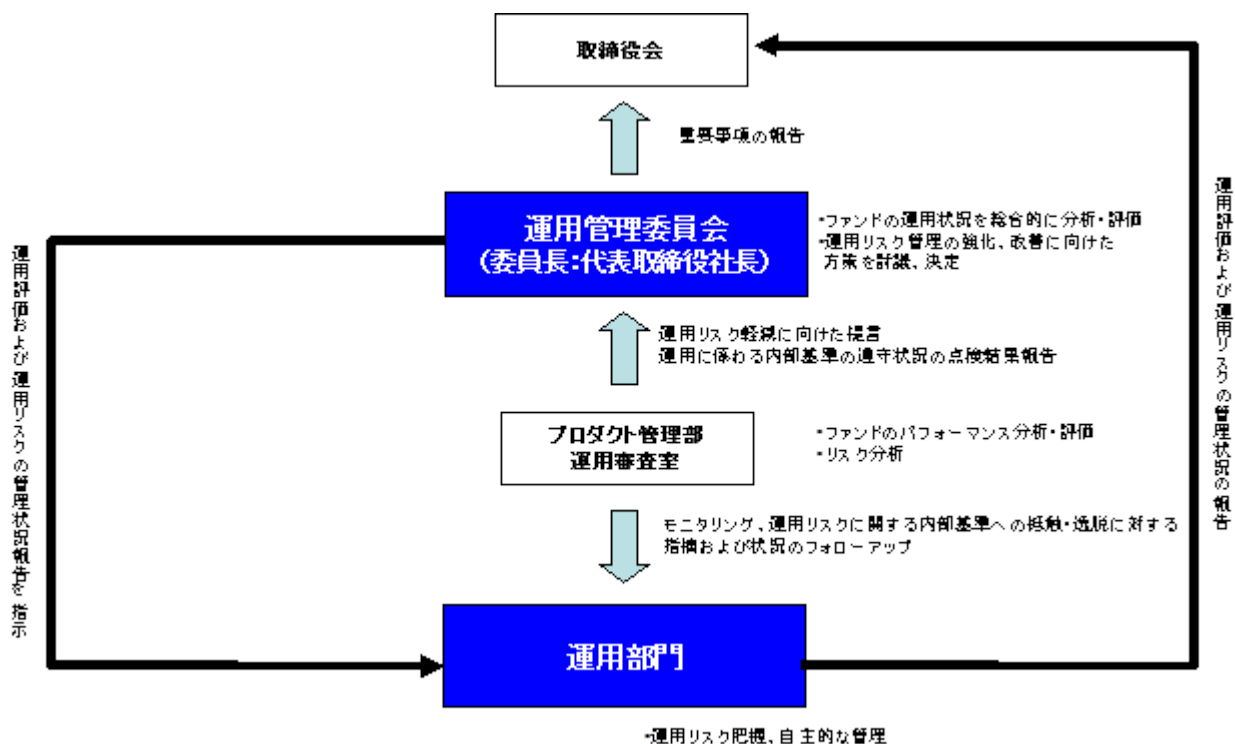 取締役会
重要事項の報告
運用管理委員会
(委員長:代表取締役社長)
・ファンドの運用状況を総合的に分析・評価
・運用リスク管理の強化、改善に向けた
方策を討議、決定
運用リスク軽減に向けた提言
運用に係わる内部基準の遵守状況の点検結果報告
プロダクト管理部
運用審査室
・ファンドのパフォーマンス分析・評価
・リスク分析
モニタリング、運用リスクに関する内部基準への抵触・逸脱に対する
指摘および状況のフォローアップ
運用部門
・運用リスク把握、自主的な管理
運用評価および運用リスクの管理状況報告を指示
運用評価および運用リスクの管理状況の報告